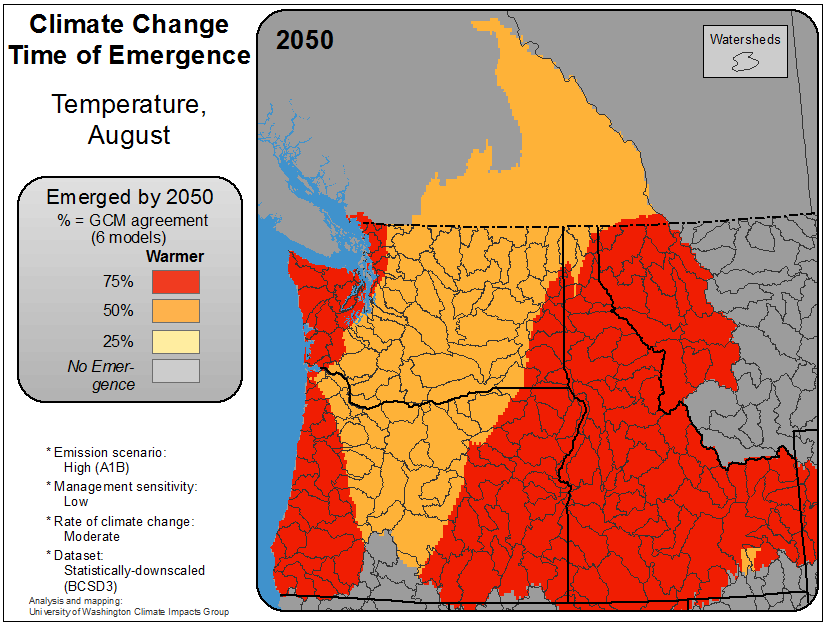 Climate Change
Time of Emergence
Temperature,
August
Emerged by 2050
% = GCM agreement
(6 models)
Warmer
75%
50%
25%
No Emer-
gence
* Emission scenario:
High (A1B)
* Management sensitivity:
Low
* Rate of climate change:
Moderate
* Dataset:
Statistically-downscaled
(BCSD3)
Analysis and mapping:
University of Washington Climate Impacts Group
2050
Watersheds